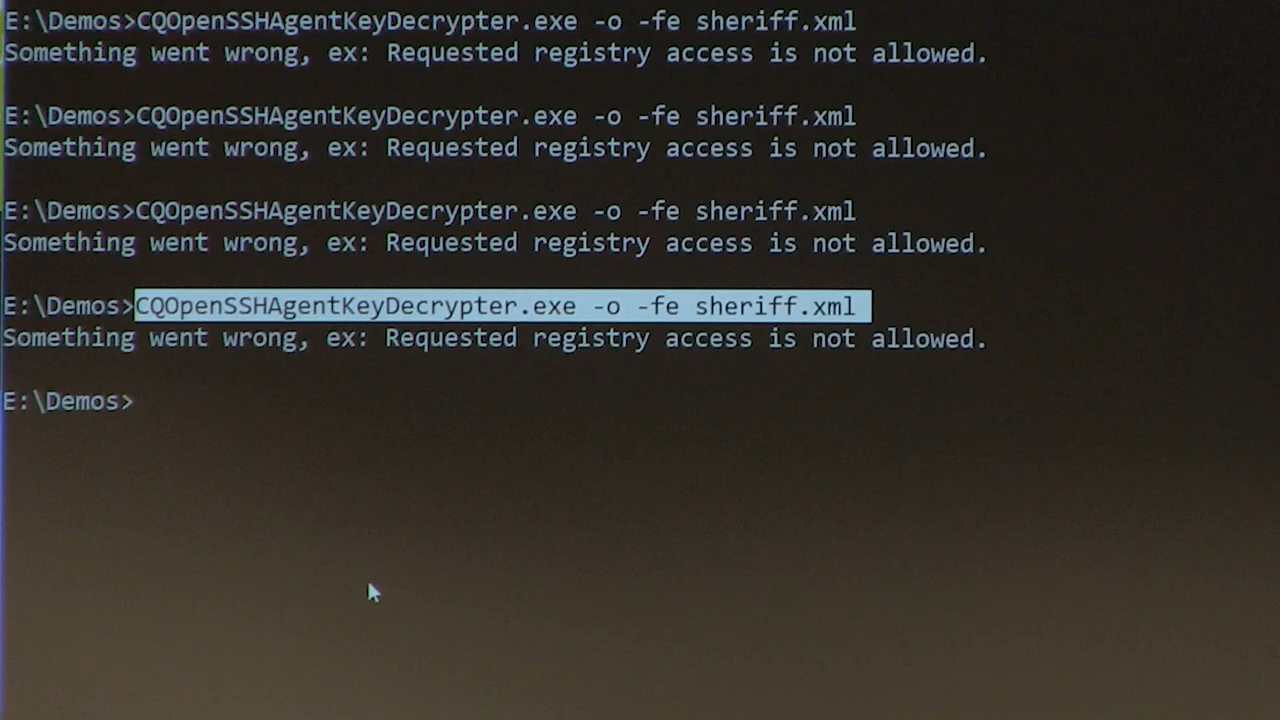 E:\Demos>CQOpenSSHAgentKeyDecrypter.exe -o -fe sheriff.xml
Something went wrong, ex: Requested registry access is not allowed.
E:\Demos>CQOpenSSHAgentKeyDecrypter.exe -o -fe sheriff.xml
Something went wrong, ex: Requested registry access is not allowed.
E:\Demos>CQOpenSSHAgentKeyDecrypter.exe -o -fe sheriff.xml
Something went wrong, ex: Requested registry access is not allowed.
E:\Demos>CQOpenSSHAgentKeyDecrypter.exe -o -fe sheriff.xml
Something went wrong, ex: Requested registry access is not allowed.
E:\Demos>